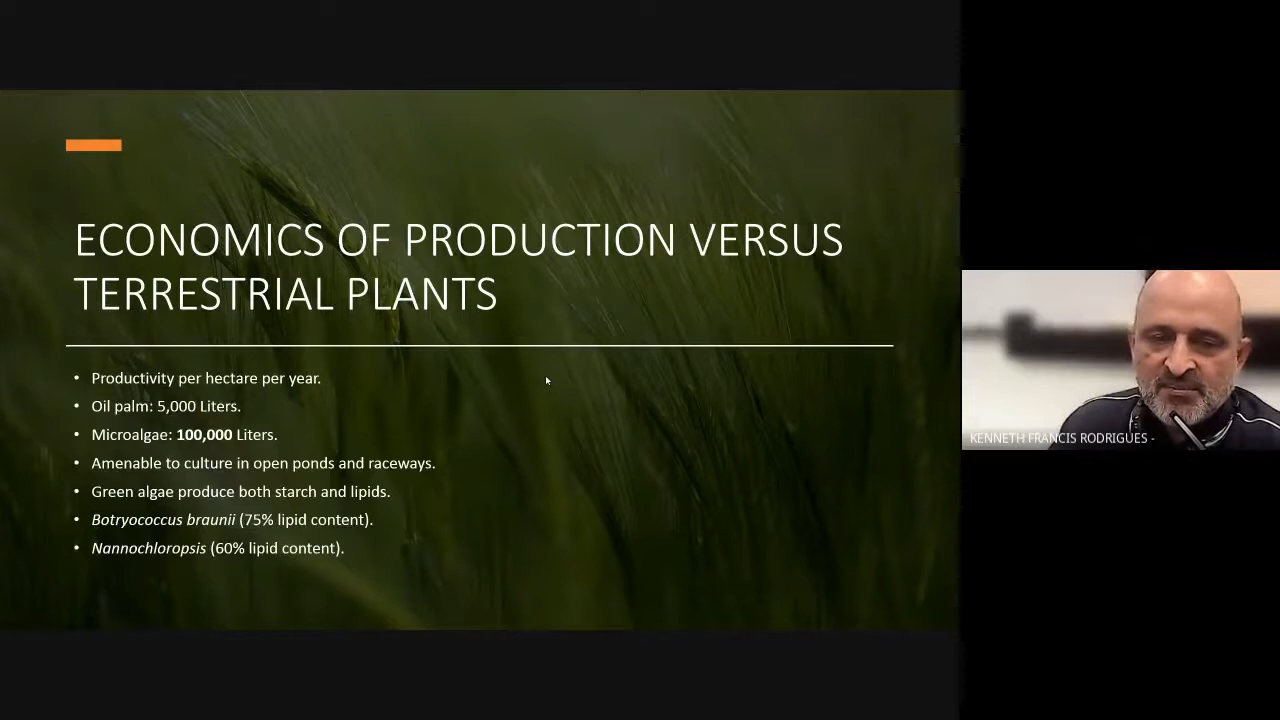 ECONOMICS OF PRODUCTION VERSUS
TERRESTRIAL PLANTS
• Productivity per hectare per year.
• Oil palm: 5,000 Liters.
• Microalgae: 100,000 Liters.
• Amenable to culture in open ponds and raceways.
• Green algae produce both starch and lipids.
• Botryococcus braunii (75% lipid content).
• Nannochloropsis (60% lipid content).
KENNETH FRANCIS RODRIGUES -